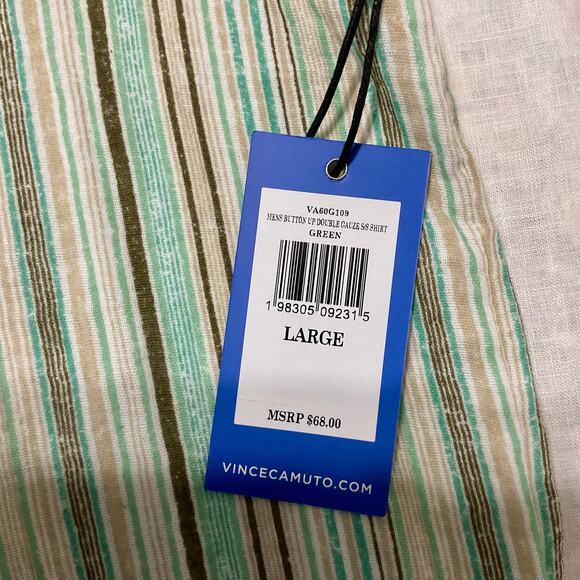 VA60G109
MENS BUTTON UP DOUBLE GAUZE S/S SHIRT
GREEN
1 98305 09231 5
LARGE
MSRP $68.00
VINCECAMUTO.COM